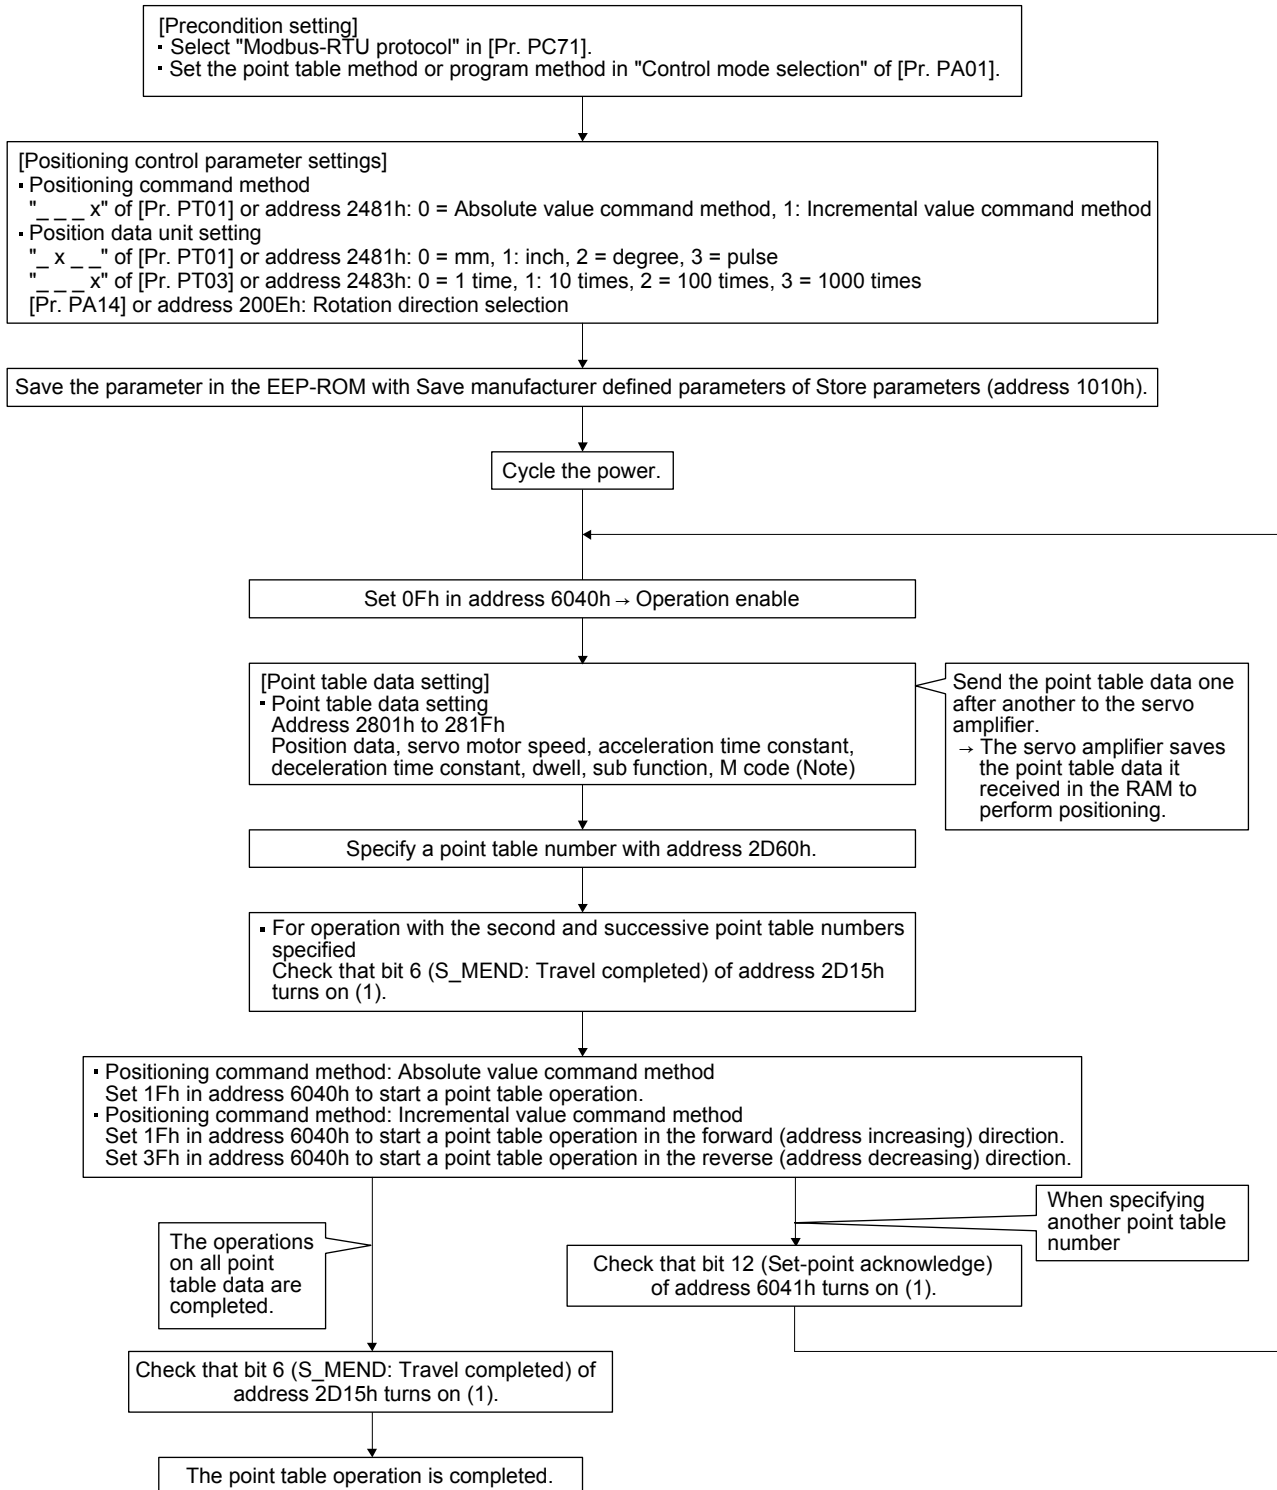 [Precondition setting]
▪ Select "Modbus-RTU protocol" in [Pr. PC71].
▪ Set the point table method or program method in "Control mode selection" of [Pr. PA01].
[Positioning control parameter settings]
▪ Positioning command method
"_ _ _ x" of [Pr. PT01] or address 2481h: 0 = Absolute value command method, 1: Incremental value command method
▪ Position data unit setting
"_ x _ _" of [Pr. PT01] or address 2481h: 0 = mm, 1: inch, 2 = degree, 3 = pulse
"_ _ _ x" of [Pr. PT03] or address 2483h: 0 = 1 time, 1: 10 times, 2 = 100 times, 3 = 1000 times
[Pr. PA14] or address 200Eh: Rotation direction selection
Save the parameter in the EEP-ROM with Save manufacturer defined parameters of Store parameters (address 1010h).
Cycle the power.
Set 0Fh in address 6040h → Operation enable
[Point table data setting]
▪ Point table data setting
Address 2801h to 281Fh
Position data, servo motor speed, acceleration time constant,
deceleration time constant, dwell, sub function, M code (Note)
Send the point table data one
after another to the servo
amplifier.
→ The servo amplifier saves
the point table data it
received in the RAM to
perform positioning.
Specify a point table number with address 2D60h.
▪ For operation with the second and successive point table numbers
specified
Check that bit 6 (S_MEND: Travel completed) of address 2D15h
turns on (1).
▪ Positioning command method: Absolute value command method
Set 1Fh in address 6040h to start a point table operation.
▪ Positioning command method: Incremental value command method
Set 1Fh in address 6040h to start a point table operation in the forward (address increasing) direction.
Set 3Fh in address 6040h to start a point table operation in the reverse (address decreasing) direction.
The operations
on all point
table data are
completed.
When specifying
another point table
number
Check that bit 12 (Set-point acknowledge)
of address 6041h turns on (1).
Check that bit 6 (S_MEND: Travel completed) of
address 2D15h turns on (1).
The point table operation is completed.